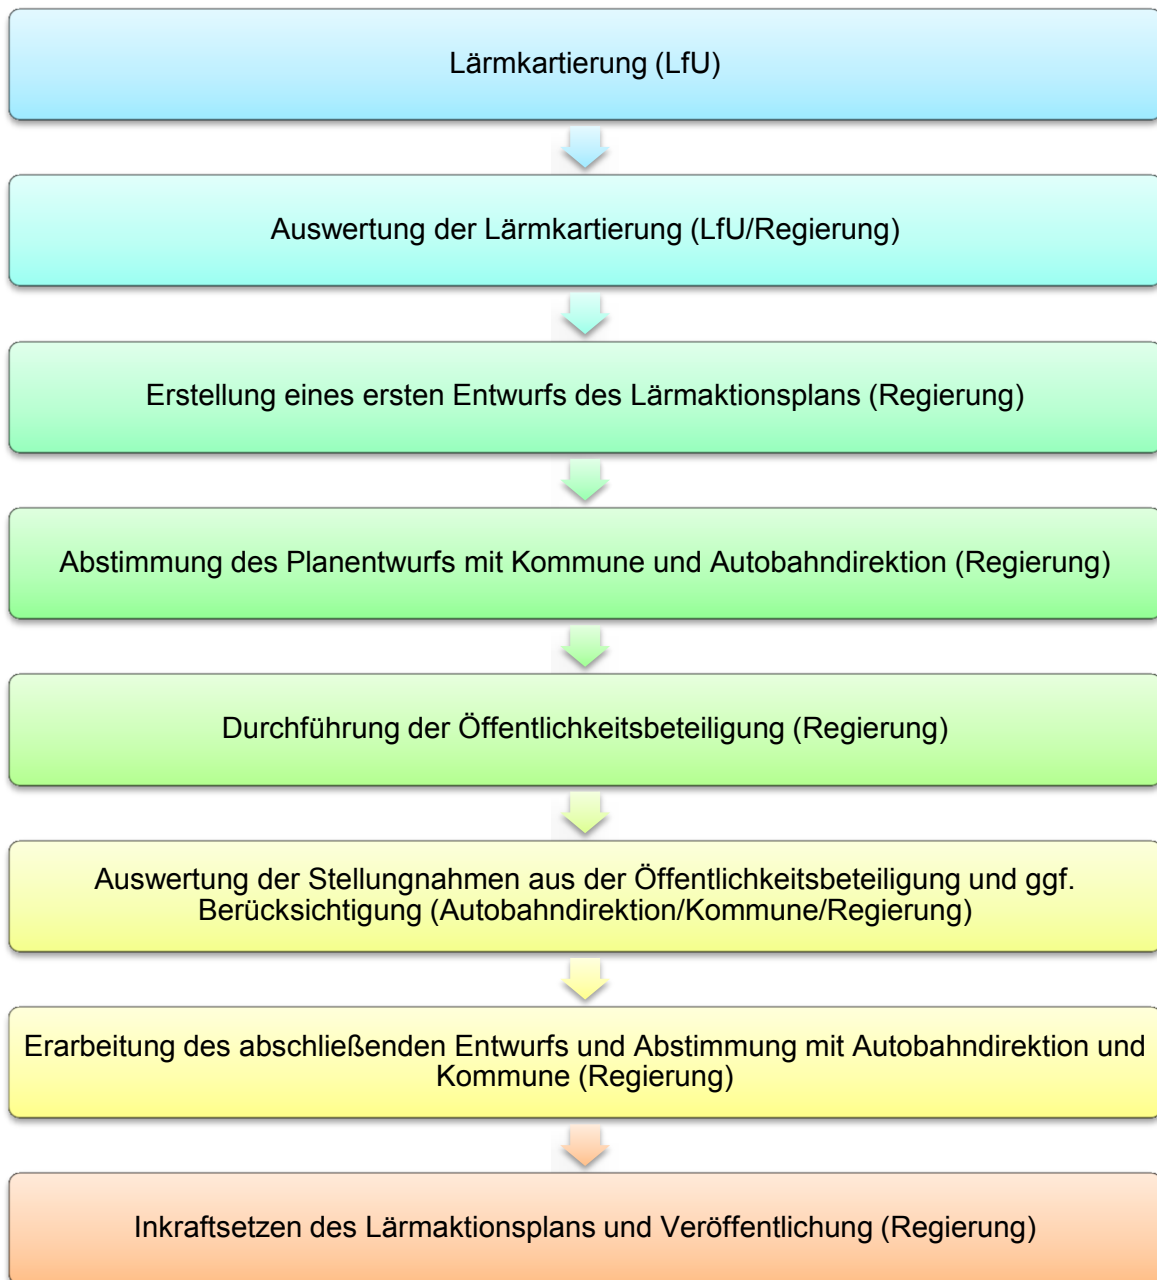 Lärmkartierung (LfU)
Auswertung der Lärmkartierung (LfU/Regierung)
Erstellung eines ersten Entwurfs des Lärmaktionsplans (Regierung)
Abstimmung des Planentwurfs mit Kommune und Autobahndirektion (Regierung)
Durchführung der Öffentlichkeitsbeteiligung (Regierung)
Auswertung der Stellungnahmen aus der Öffentlichkeitsbeteiligung und ggf.
Berücksichtigung (Autobahndirektion/Kommune/Regierung)
Erarbeitung des abschließenden Entwurfs und Abstimmung mit Autobahndirektion und
Kommune (Regierung)
Inkraftsetzen des Lärmaktionsplans und Veröffentlichung (Regierung)